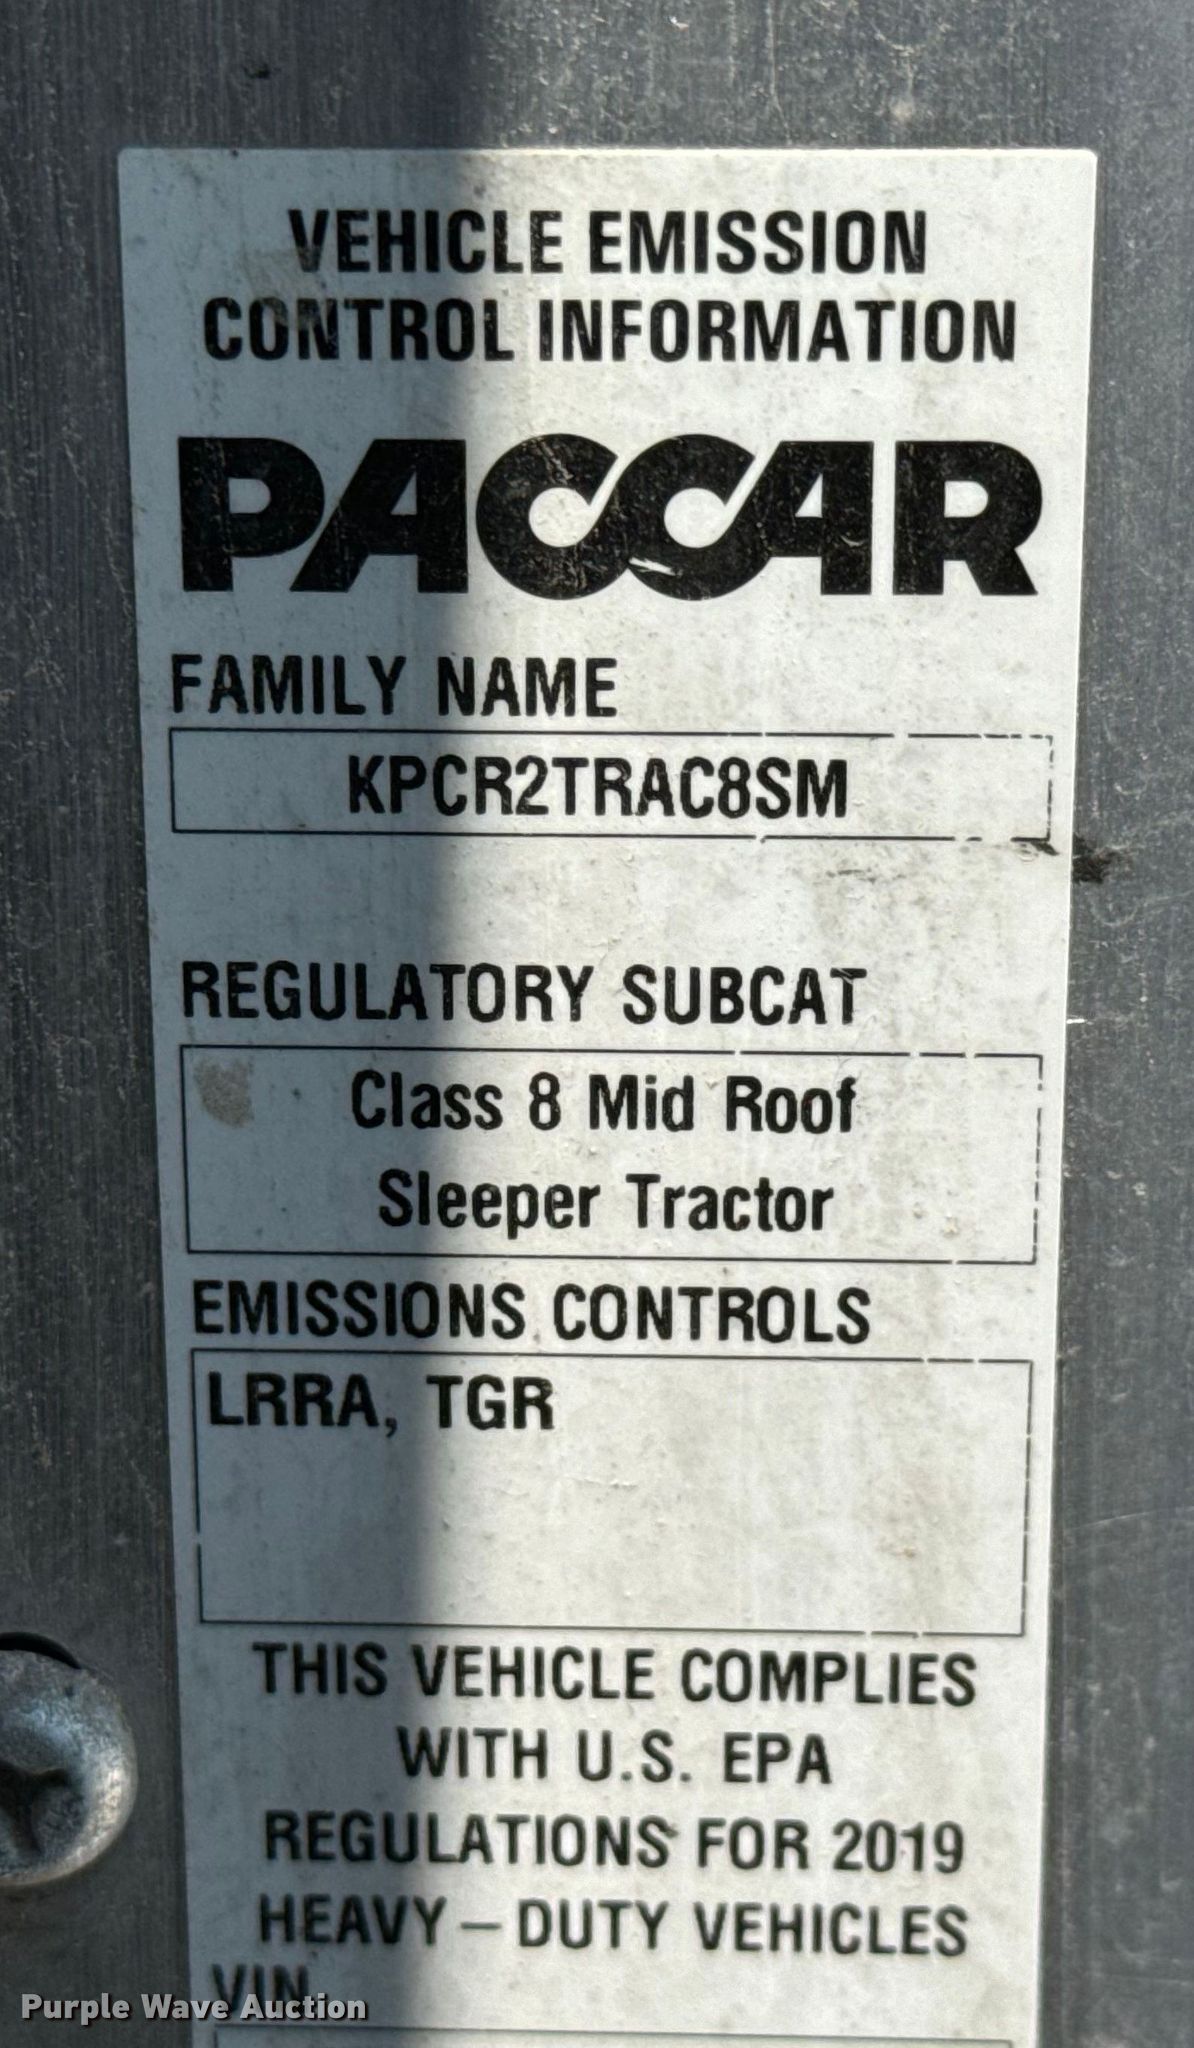 VEHICLE EMISSION
CONTROL INFORMATION
PACCAR
FAMILY NAME
KPCR2TRAC8SM
REGULATORY SUBCAT
Class 8 Mid Roof
Sleeper Tractor
EMISSIONS CONTROLS
LRRA, TGR
THIS VEHICLE COMPLIES
WITH U.S. EPA
REGULATIONS FOR 2019
HEAVY – DUTY VEHICLES
VIN
Purple Wave Auction